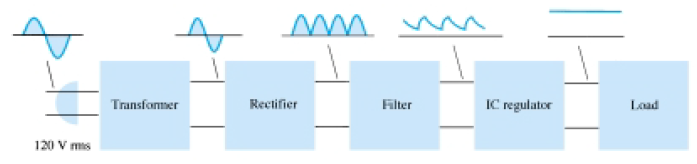 Transformer
Rectifier
Filter
IC regulator
Load
120 V rms